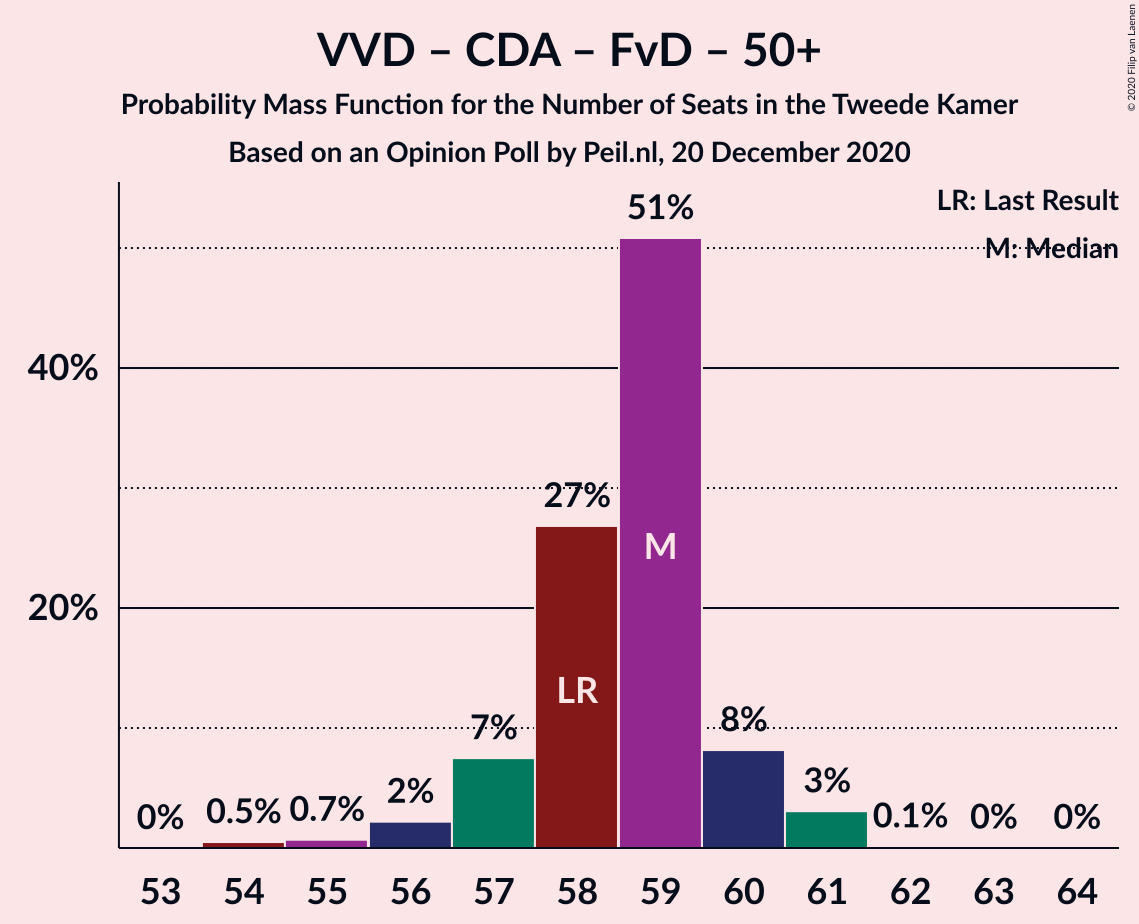 VVD – CDA – FvD – 50+
Probability Mass Function for the Number of Seats in the Tweede Kamer
Based on an Opinion Poll by Peil.nl, 20 December 2020
© 2020 Filip van Laenen
LR: Last Result
M: Median
51%
40%
27%
M
20%
LR
7%
8%
0%
0.5%
0.7%
2%
3%
0.1%
0%
0%
53 54 55 56 57 58 59 60 61 62 63 64